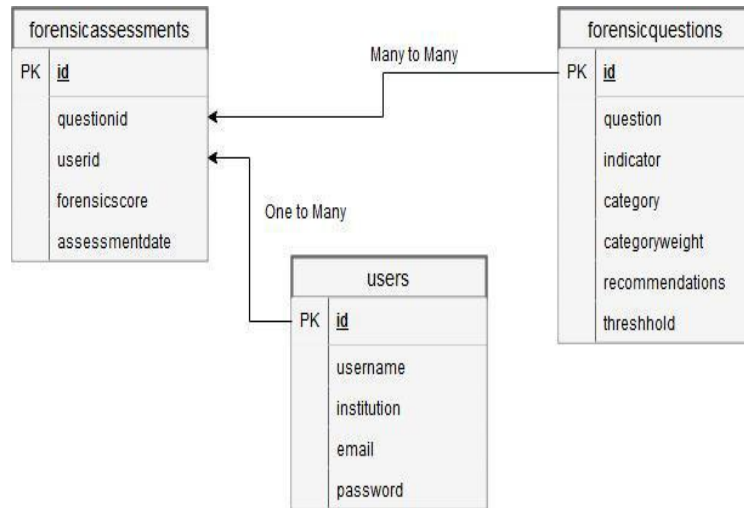 forensicassessments
PK id
questionid
userid
forensicscore
assessmentdate
Many to Many
forensicquestions
PK id
question
indicator
category
categoryweight
recommendations
threshhold
One to Many
users
PK id
username
institution
email
password